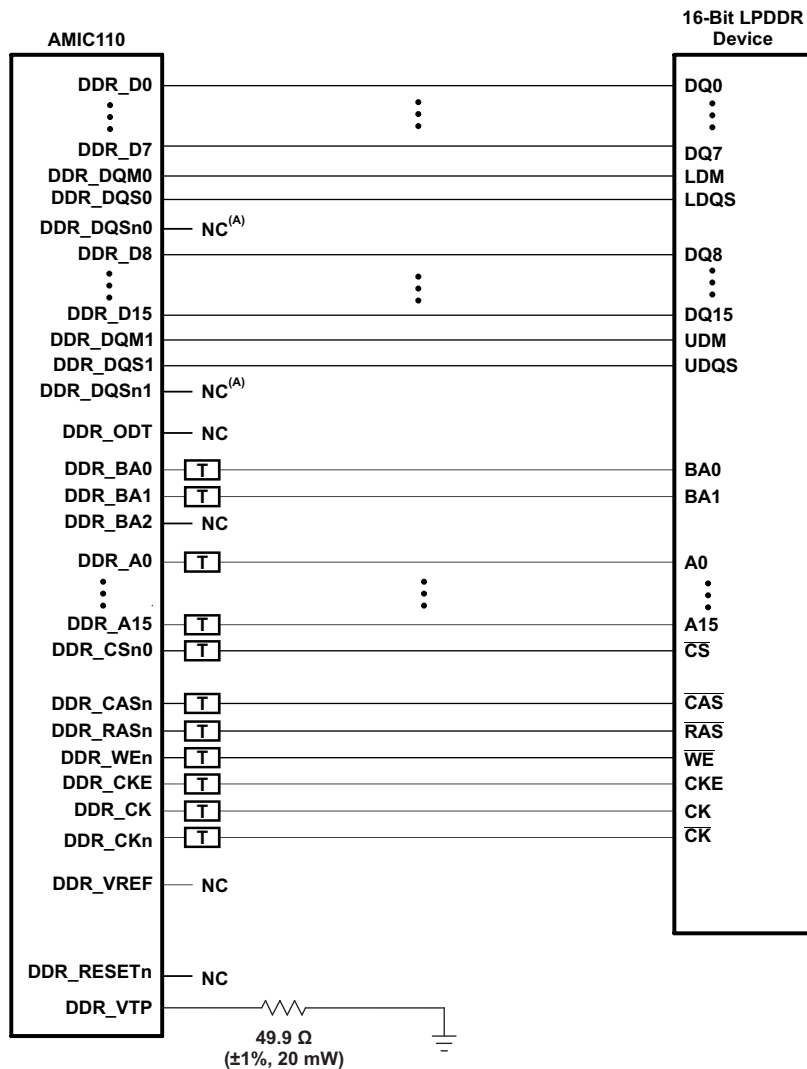 16-Bit LPDDR
Device
AMIC110
DDR_D0 DQ0
DDR_D7 DQ7
DDR_DQM0 LDM
DDR_DQS0 LDQS
DDR_DQSn0 NC(A)
DDR_D8 DQ8
DDR_D15 DQ15
DDR_DQM1 UDM
DDR_DQS1 UDQS
DDR_DQSn1 NC(A)
DDR_ODT NC
DDR_BA0 T BA0
DDR_BA1 T BA1
DDR_BA2 NC
DDR_A0 T A0
DDR_A15 T A15
DDR_CSn0 T CS
DDR_CASn T CAS
DDR_RASn T RAS
DDR_WEn T WE
DDR_CKE T CKE
DDR_CK T CK
DDR_CKn T CK
DDR_VREF NC
DDR_RESETn NC
DDR_VTP
49.9 Ω
(±1%, 20 mW)